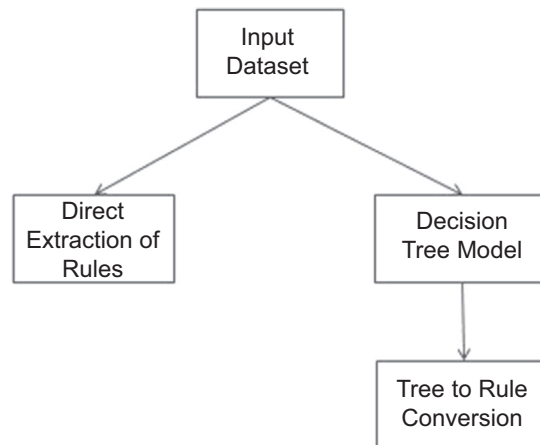 Input
Dataset
Direct
Extraction of
Rules
Decision
Tree Model
Tree to Rule
Conversion